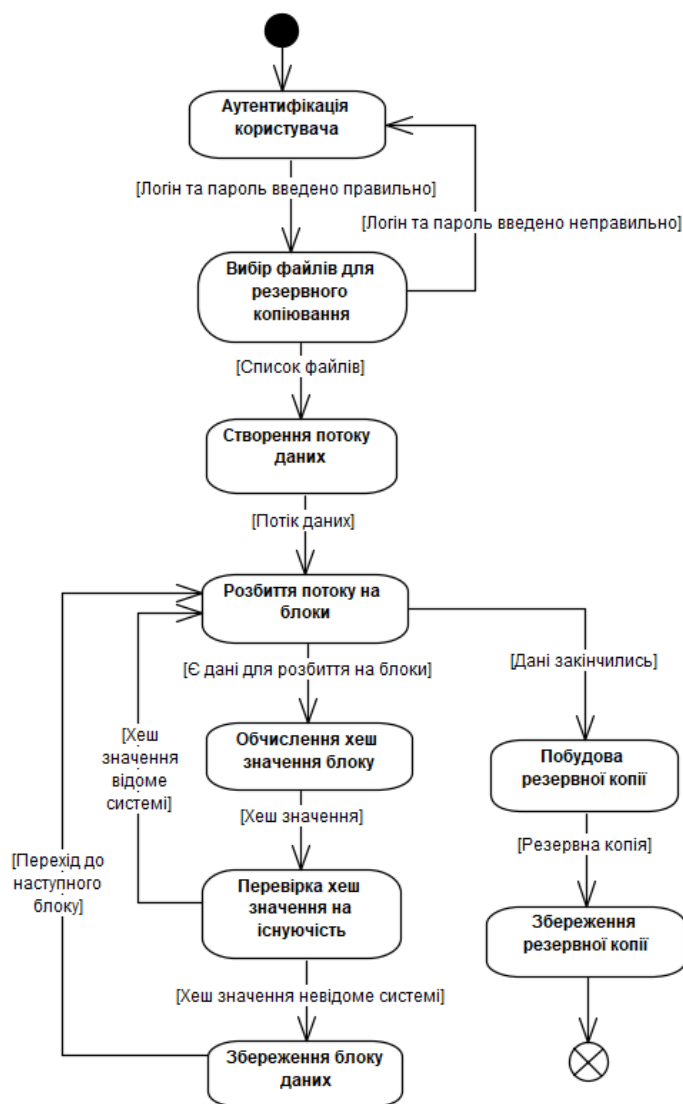 Аутентифікація
користувача
[Логін та пароль введено правильно]
[Логін та пароль введено неправильно]
Вибір файлів для
резервного
копіювання
[Список файлів]
Створення потоку
даних
[Потік даних]
Розбиття потоку на
блоки
[Є дані для розбиття на блоки]
[Дані закінчились]
[Хеш
значення
відоме
системі]
Обчислення хеш
значення блоку
Побудова
резервної копії
[Хеш значення]
[Резервна копія]
[Перехід до
наступного
блоку]
Перевірка хеш
значення на
існуючість
Збереження
резервної копії
[Хеш значення невідоме системі]
Збереження блоку
даних